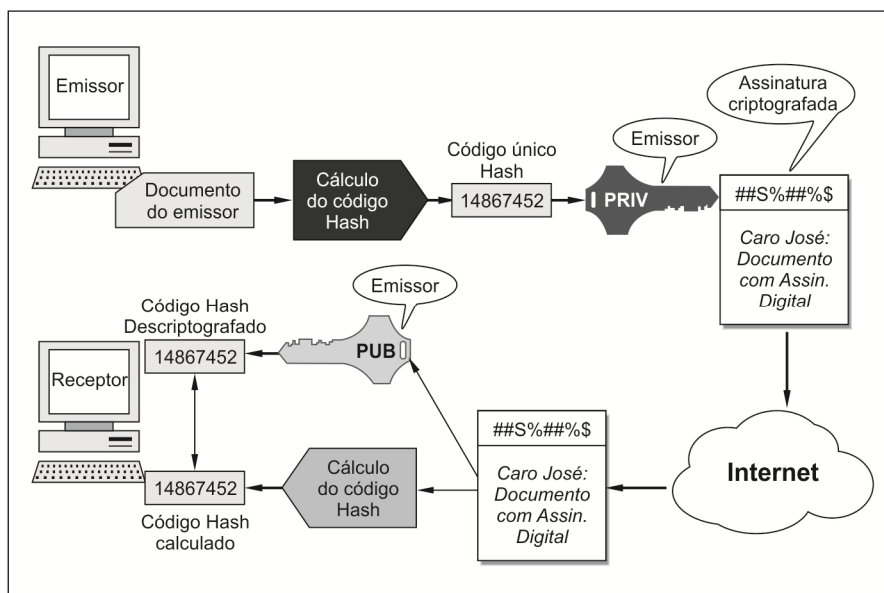 Emissor
Documento
do emissor
Cálculo
do código
Hash
Código único
Hash
14867452
Emissor
PRIV
Assinatura
criptografada
##S%##%$
Caro José:
Documento
com Assin.
Digital
Receptor
Código Hash
Descriptografado
14867452
Emissor
PUB
14867452
Código Hash
calculado
Cálculo
do código
Hash
##S%##%$
Caro José:
Documento
com Assin.
Digital
Internet